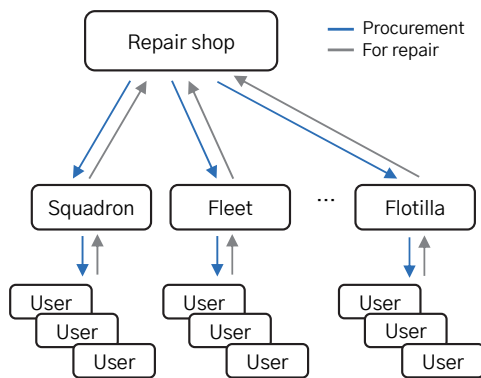 Repair shop
Procurement
For repair
Squadron
Fleet
...
Flotilla
User
User
User
User
User
User
User
User
User